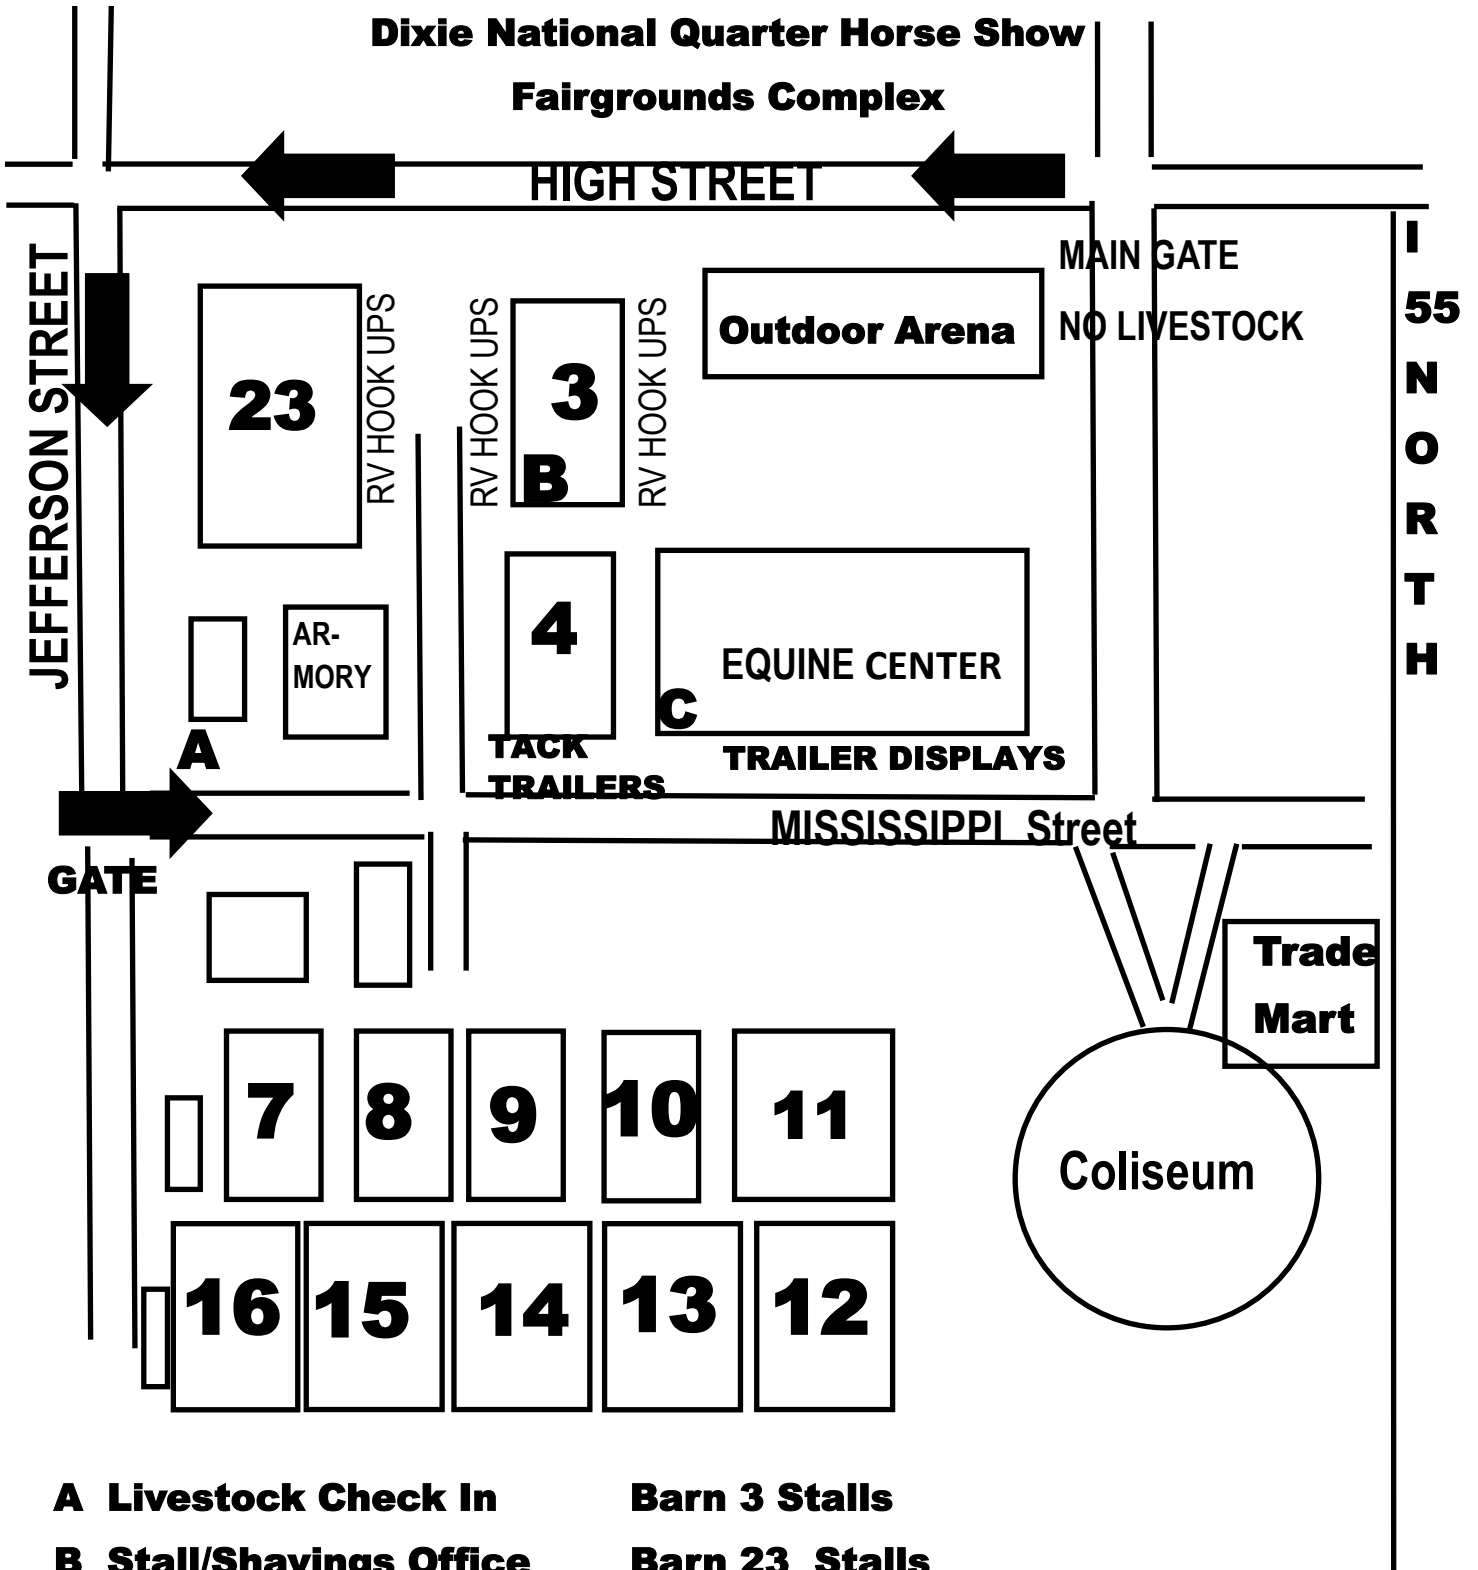 Dixie National Quarter Horse Show
Fairgrounds Complex
HIGH STREET
MAIN GATE
NO LIVESTOCK
I
55
N
O
R
T
H
JEFFERSON STREET
23
RV HOOK UPS
RV HOOK UPS
3
B
RV HOOK UPS
Outdoor Arena
AR-
MORY
4
EQUINE CENTER
C
A
TACK
TRAILERS
TRAILER DISPLAYS
MISSISSIPPI Street
GATE
Trade
Mart
7
8
9
10
11
Coliseum
16
15
14
13
12
A Livestock Check In
Barn 3 Stalls
B Stall/Shavings Office
Barn 23 Stalls